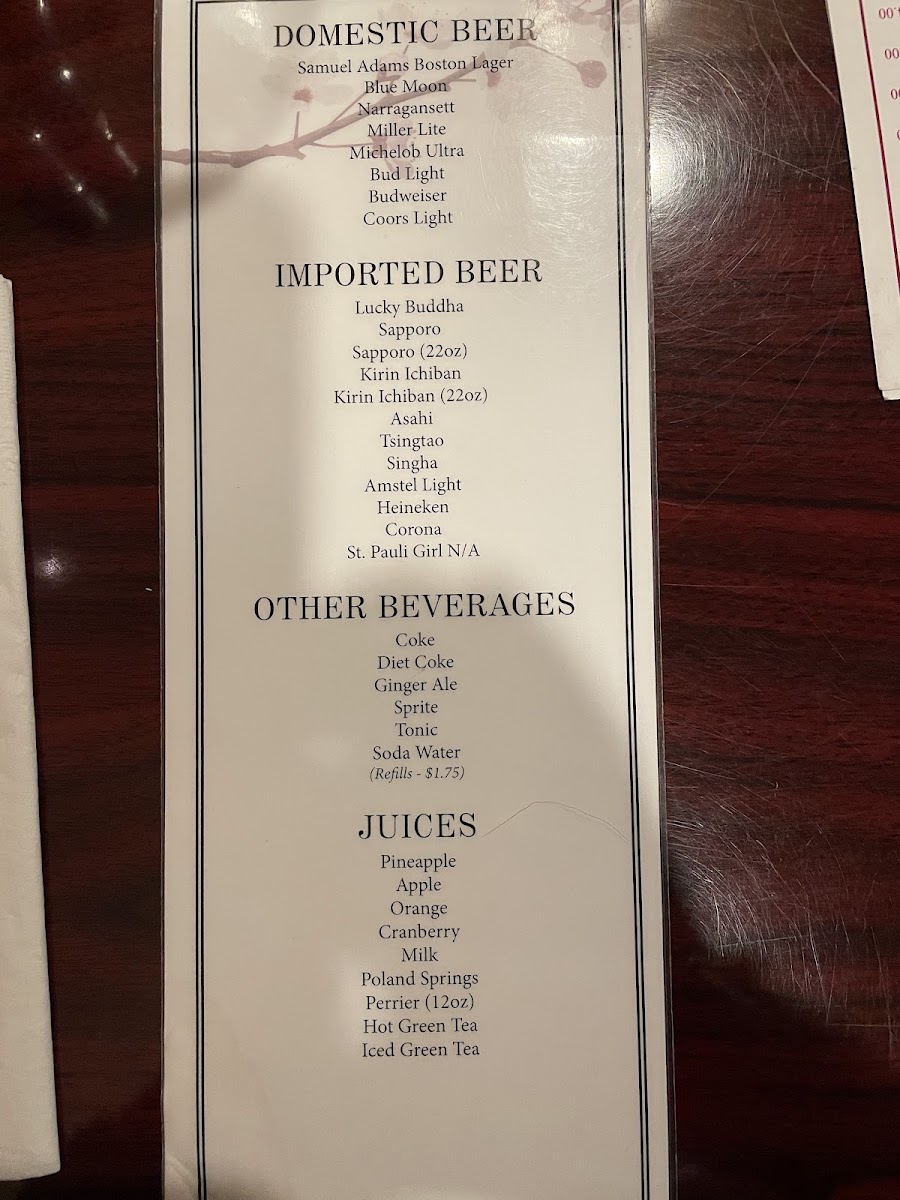 DOMESTIC BEER
Samuel Adams Boston Lager
Blue Moon
Narragansett
Miller Lite
Michelob Ultra
Bud Light
Budweiser
Coors Light
IMPORTED BEER
Lucky Buddha
Sapporo
Sapporo (22oz)
Kirin Ichiban
Kirin Ichiban (22oz)
Asahi
Tsingtao
Singha
Amstel Light
Heineken
Corona
St. Pauli Girl N/A
OTHER BEVERAGES
Coke
Diet Coke
Ginger Ale
Sprite
Tonic
Soda Water
(Refills - $1.75)
JUICES
Pineapple
Apple
Orange
Cranberry
Milk
Poland Springs
Perrier (12oz)
Hot Green Tea
Iced Green Tea